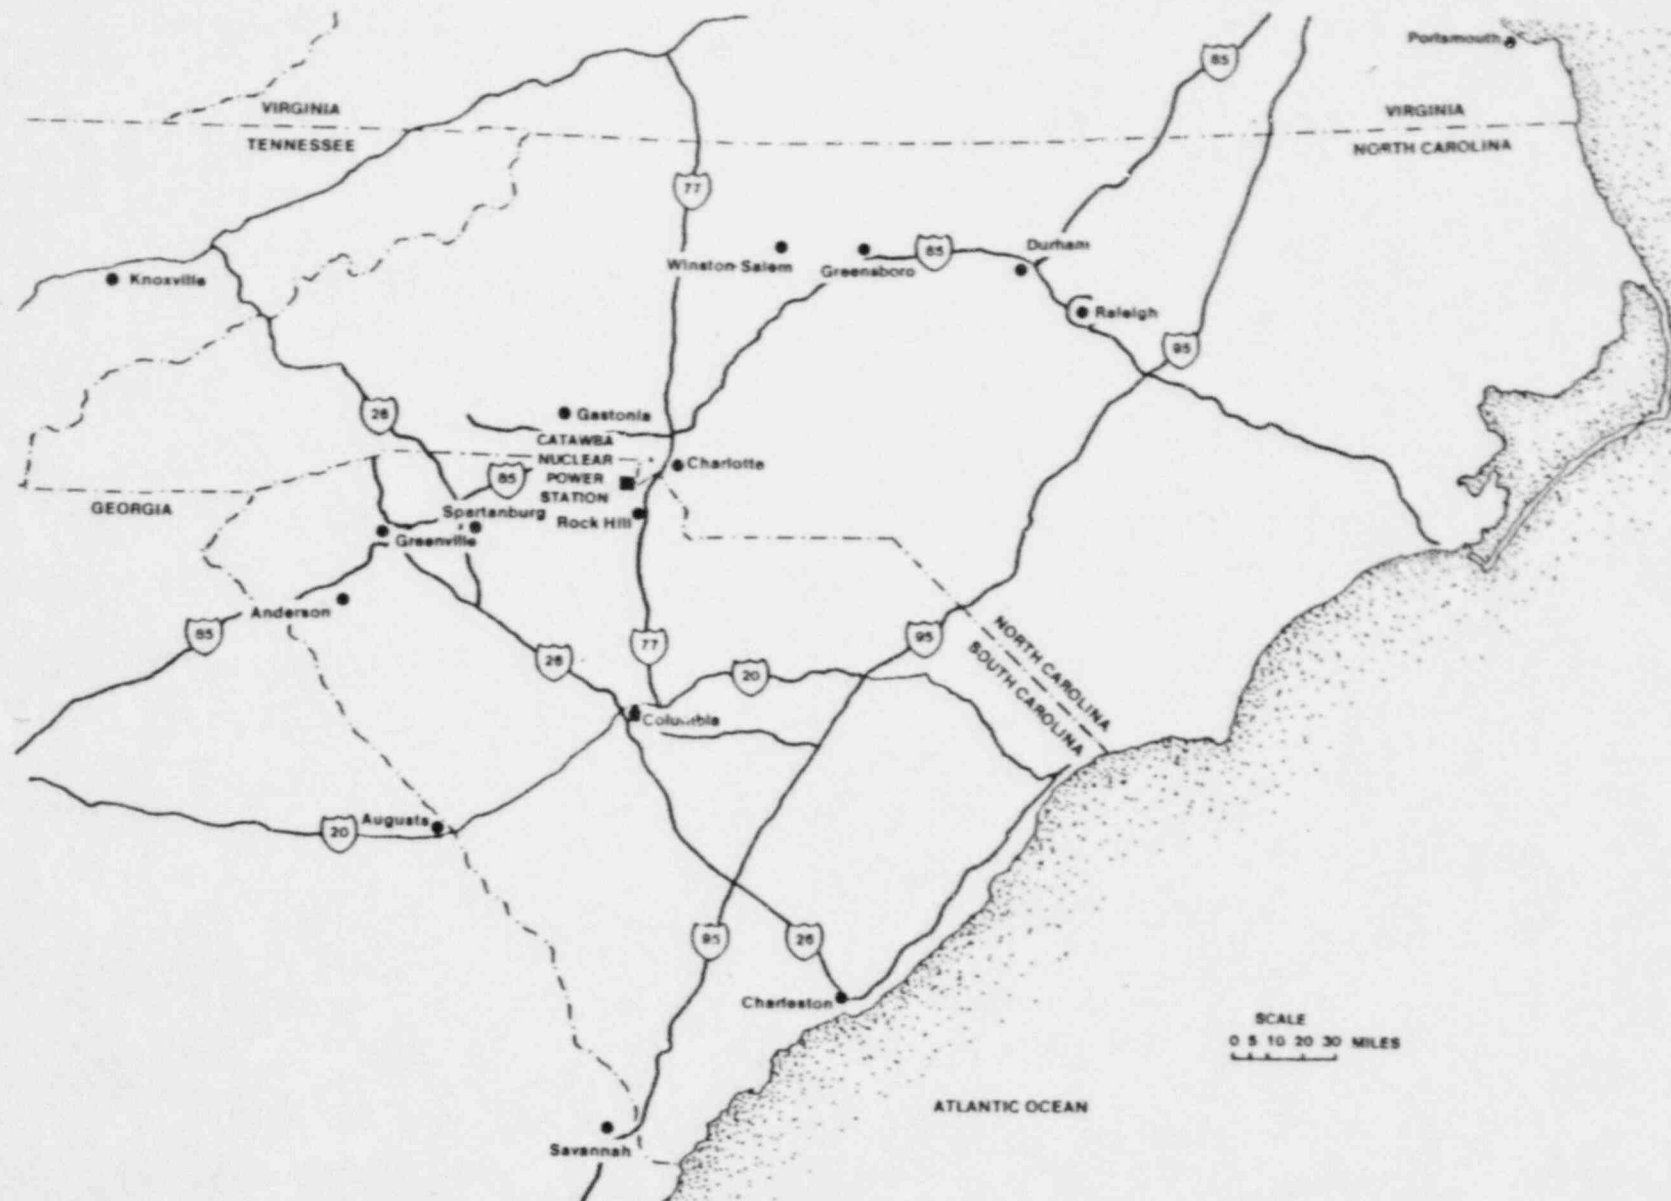 Portsmouth
85
VIRGINIA
VIRGINIA
TENNESSEE
NORTH CAROLINA
77
Durham
85
Winston-Salem
Greensboro
Knoxville
Raleigh
95
26
Gastonia
CATAWBA
NUCLEAR
POWER
STATION
Charlotte
85
GEORGIA
Spartanburg
Rock Hill
Greenville
Anderson
85
95
NORTH CAROLINA
SOUTH CAROLINA
77
26
20
Columbia
Augusta
20
95
26
Charleston
SCALE
0 5 10 20 30 MILES
ATLANTIC OCEAN
Savannah